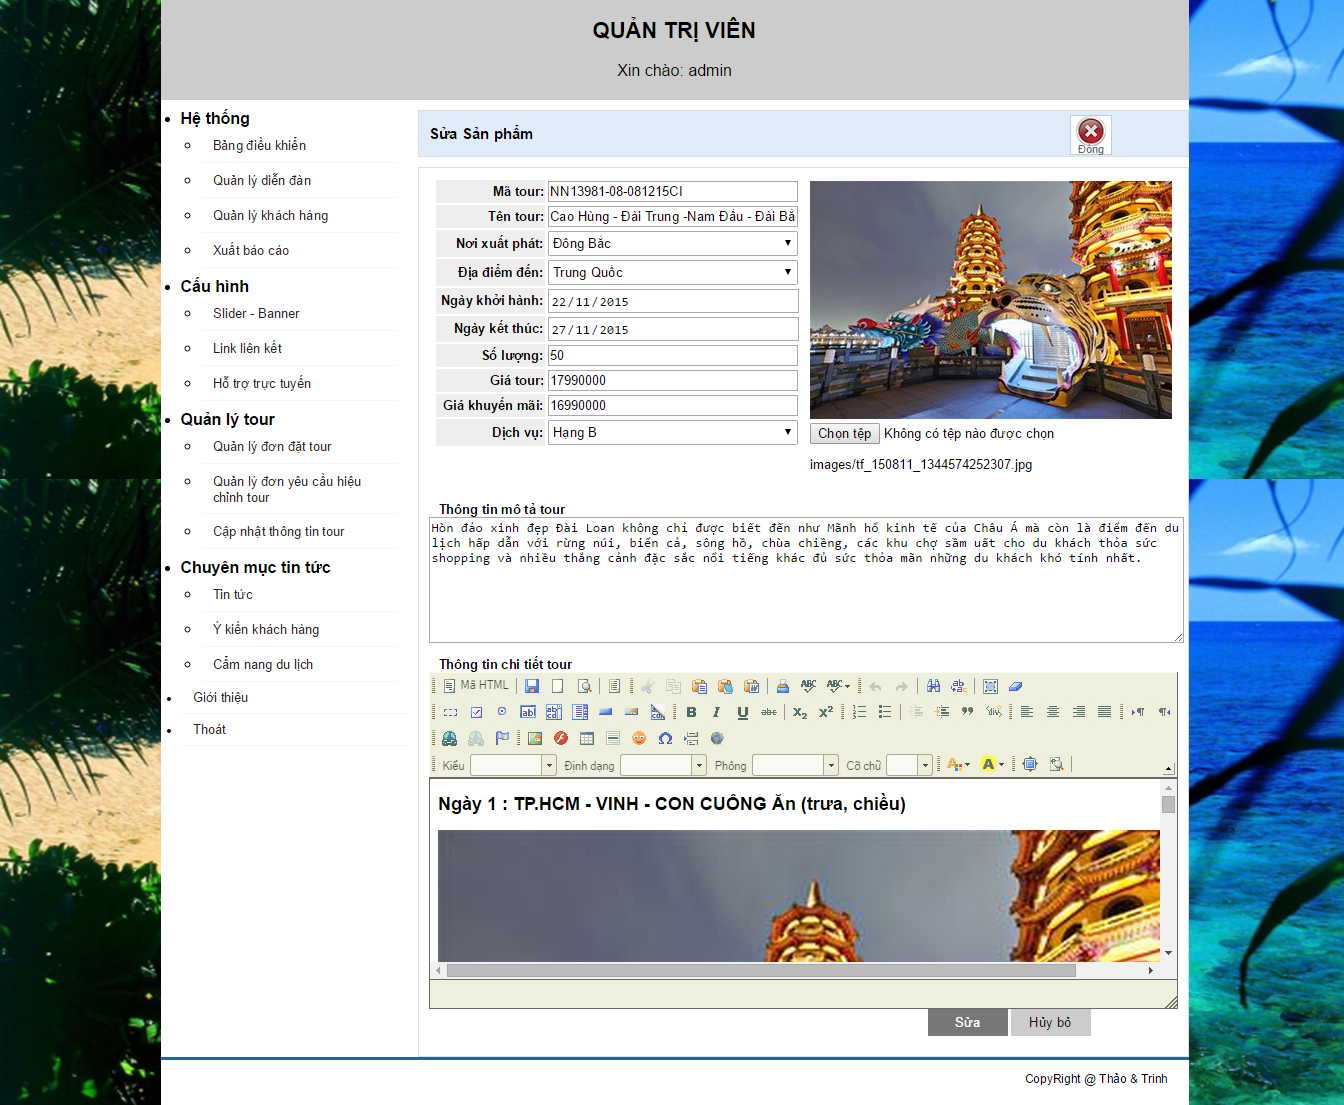 QUẢN TRỊ VIÊN
Xin chào: admin
Hệ thống
Bảng điều khiển
Quản lý diễn đàn
Quản lý khách hàng
Xuất báo cáo
Cấu hình
Slider - Banner
Link liên kết
Hỗ trợ trực tuyến
Quản lý tour
Quản lý đơn đặt tour
Quản lý đơn yêu cầu hiệu
chỉnh tour
Cập nhật thông tin tour
Chuyên mục tin tức
Tin tức
Ý kiến khách hàng
Cẩm nang du lịch
Giới thiệu
Thoát
Sửa Sản phẩm
Đóng
Mã tour: NN13981-08-081215CI
Tên tour: Cao Hùng - Đài Trung -Nam Đầu - Đài Bắ
Nơi xuất phát: Đông Bắc
Địa điểm đến: Trung Quốc
Ngày khởi hành: 22/11/2015
Ngày kết thúc: 27/11/2015
Số lượng: 50
Giá tour: 17990000
Giá khuyến mãi: 16990000
Dịch vụ: Hạng B
Chọn tệp Không có tệp nào được chọn
images/tf_150811_1344574252307.jpg
Thông tin mô tả tour
Hòn đảo xinh đẹp Đài Loan không chỉ được biết đến như Mãnh hổ kinh tế của Châu Á mà còn là điểm đến du
lịch hấp dẫn với rừng núi, biển cả, sông hồ, chùa chiềng, các khu chợ sầm uất cho du khách thỏa sức
shopping và nhiều thắng cảnh đặc sắc nổi tiếng khác đủ sức thỏa mãn những du khách khó tính nhất.
Thông tin chi tiết tour
Mã HTML
Kiểu Định dạng Phông Cỡ chữ
Ngày 1 : TP.HCM - VINH - CON CUÔNG Ăn (trưa, chiều)
Sửa Hủy bỏ
CopyRight @ Thảo & Trinh